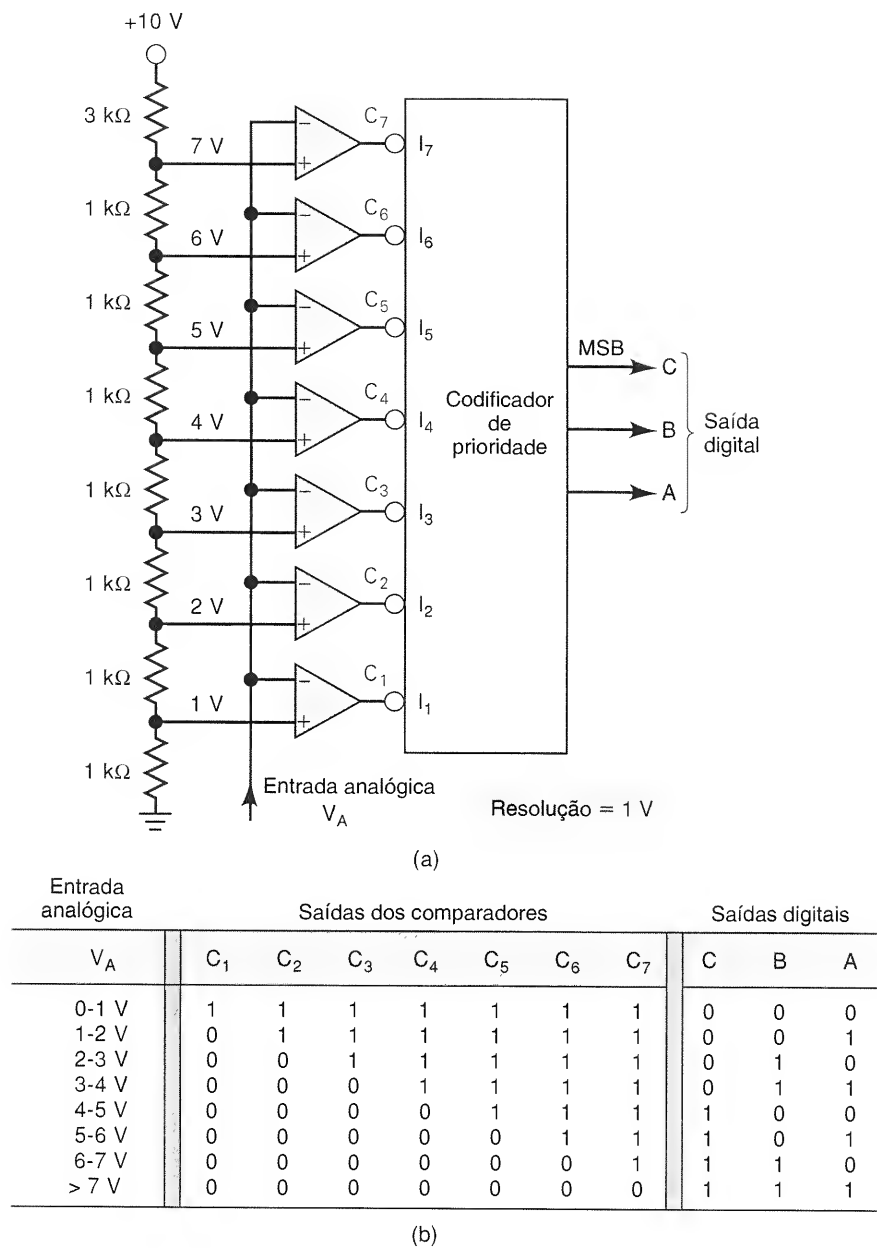 +10 V
3 kΩ
7 V
C7
I7
1 kΩ
6 V
C6
I6
1 kΩ
5 V
C5
I5
1 kΩ
4 V
C4
I4
1 kΩ
3 V
C3
I3
1 kΩ
2 V
C2
I2
1 kΩ
1 V
C1
I1
1 kΩ
− +
− +
− +
− +
− +
− +
− +
Codificador
de
prioridade
MSB
C
B
A
Saída
digital
Entrada analógica
VA
Resolução = 1 V
(a)
Entrada analógica Saídas dos comparadores Saídas digitais
VA C1 C2 C3 C4 C5 C6 C7 C B A
0-1 V 1 1 1 1 1 1 1 0 0 0
1-2 V 0 1 1 1 1 1 1 0 0 1
2-3 V 0 0 1 1 1 1 1 0 1 0
3-4 V 0 0 0 1 1 1 1 0 1 1
4-5 V 0 0 0 0 1 1 1 1 0 0
5-6 V 0 0 0 0 0 1 1 1 0 1
6-7 V 0 0 0 0 0 0 1 1 1 0
> 7 V 0 0 0 0 0 0 0 1 1 1
(b)